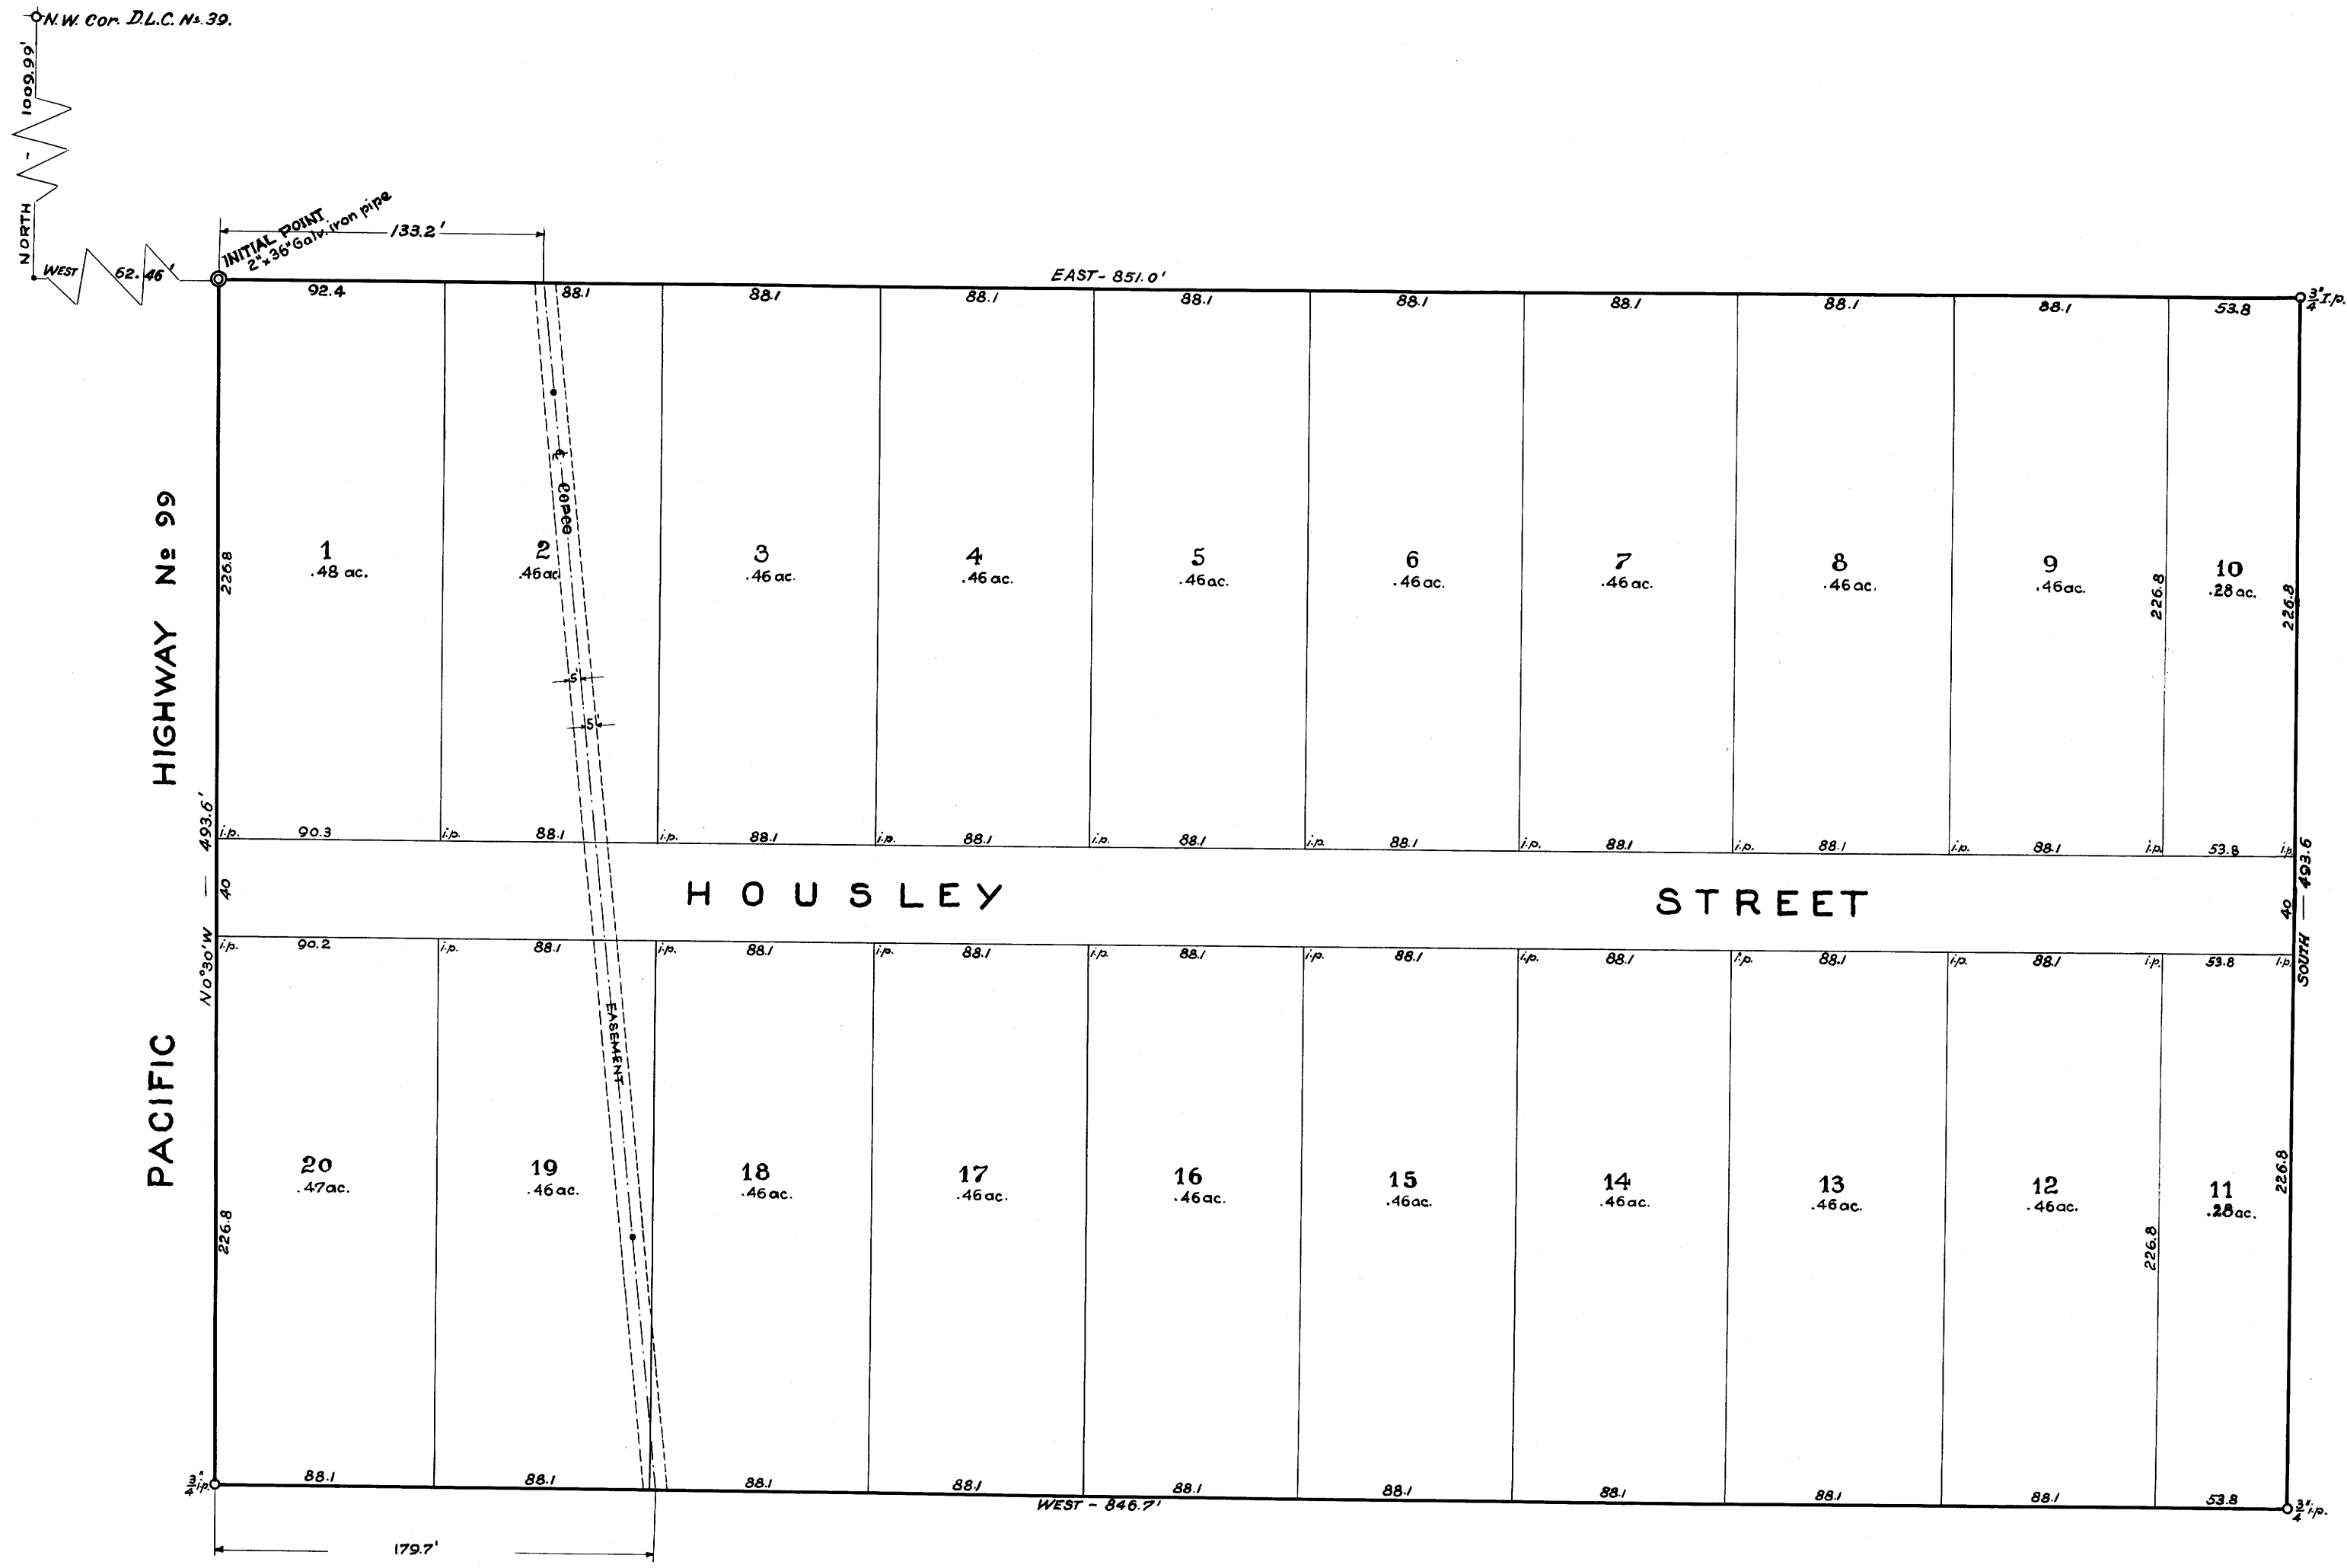 N.W. Cor. D.L.C. No. 39.
NORTH - 1009.99'
WEST 62.46'
INITIAL POINT
2"x36" Galv. iron pipe
133.2'
EAST - 851.0'
92.4 88.1 88.1 88.1 88.1 88.1 88.1 88.1 88.1 53.8
3/4" I.p.
HIGHWAY No 99
PACIFIC
N0°30'W — 493.6'
226.8
1
.48 ac.
2
.46 ac.
3
.46 ac.
4
.46 ac.
5
.46 ac.
6
.46 ac.
7
.46 ac.
8
.46 ac.
9
.46 ac.
226.8
10
.28 ac.
226.8
℄ COPCO
5'
5'
i.p. 90.3 i.p. 88.1 i.p. 88.1 i.p. 88.1 i.p. 88.1 i.p. 88.1 i.p. 88.1 i.p. 88.1 i.p. 88.1 i.p. 53.8 i.p.
40
HOUSLEY STREET
40
SOUTH — 493.6
i.p. 90.2 i.p. 88.1 i.p. 88.1 i.p. 88.1 i.p. 88.1 i.p. 88.1 i.p. 88.1 i.p. 88.1 i.p. 88.1 i.p. 53.8 i.p.
EASEMENT
226.8
20
.47 ac.
19
.46 ac.
18
.46 ac.
17
.46 ac.
16
.46 ac.
15
.46 ac.
14
.46 ac.
13
.46 ac.
12
.46 ac.
226.8
11
.28 ac.
226.8
3/4" i.p.
88.1 88.1 88.1 88.1 88.1 88.1 88.1 88.1 88.1 53.8
3/4" i.p.
WEST - 846.7'
179.7'